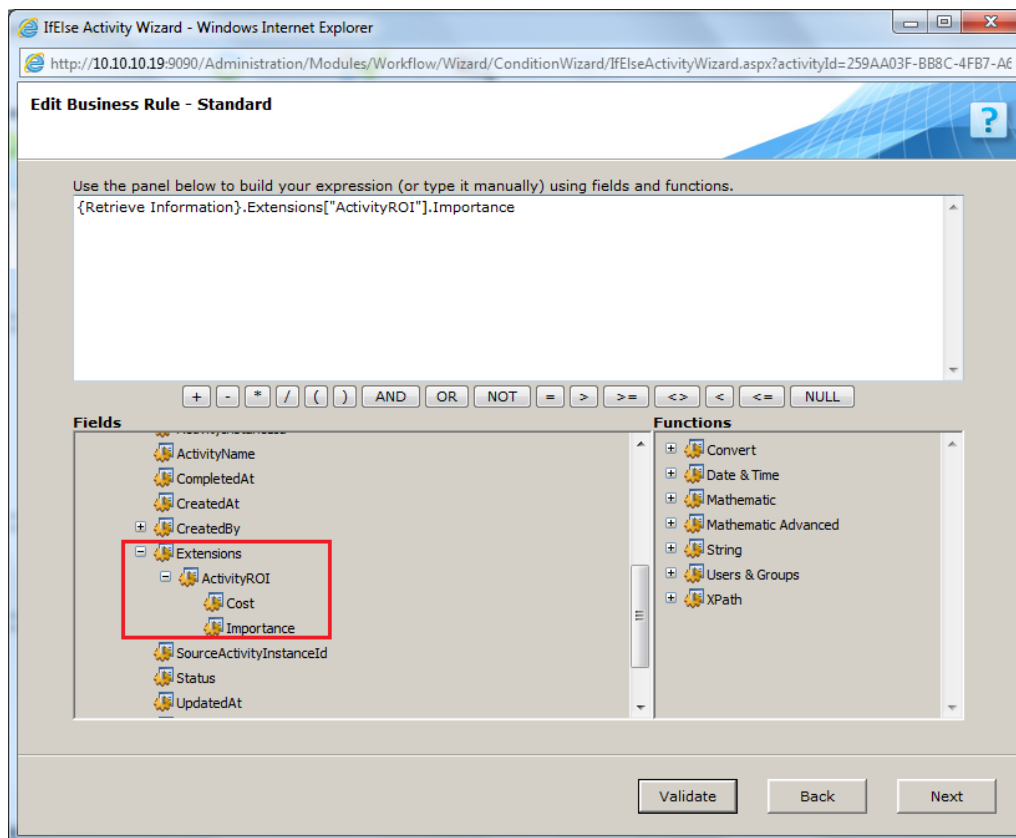 IfElse Activity Wizard - Windows Internet Explorer
http://10.10.10.19:9090/Administration/Modules/Workflow/Wizard/ConditionWizard/IfElseActivityWizard.aspx?activityId=259AA03F-BB8C-4FB7-A6
Edit Business Rule - Standard
?
Use the panel below to build your expression (or type it manually) using fields and functions.
{Retrieve Information}.Extensions["ActivityROI"].Importance
+ - * / ( ) AND OR NOT = > >= <> < <= NULL
Fields
ActivityName
CompletedAt
CreatedAt
CreatedBy
Extensions
ActivityROI
Cost
Importance
SourceActivityInstanceId
Status
UpdatedAt
Functions
Convert
Date & Time
Mathematic
Mathematic Advanced
String
Users & Groups
XPath
Validate Back Next